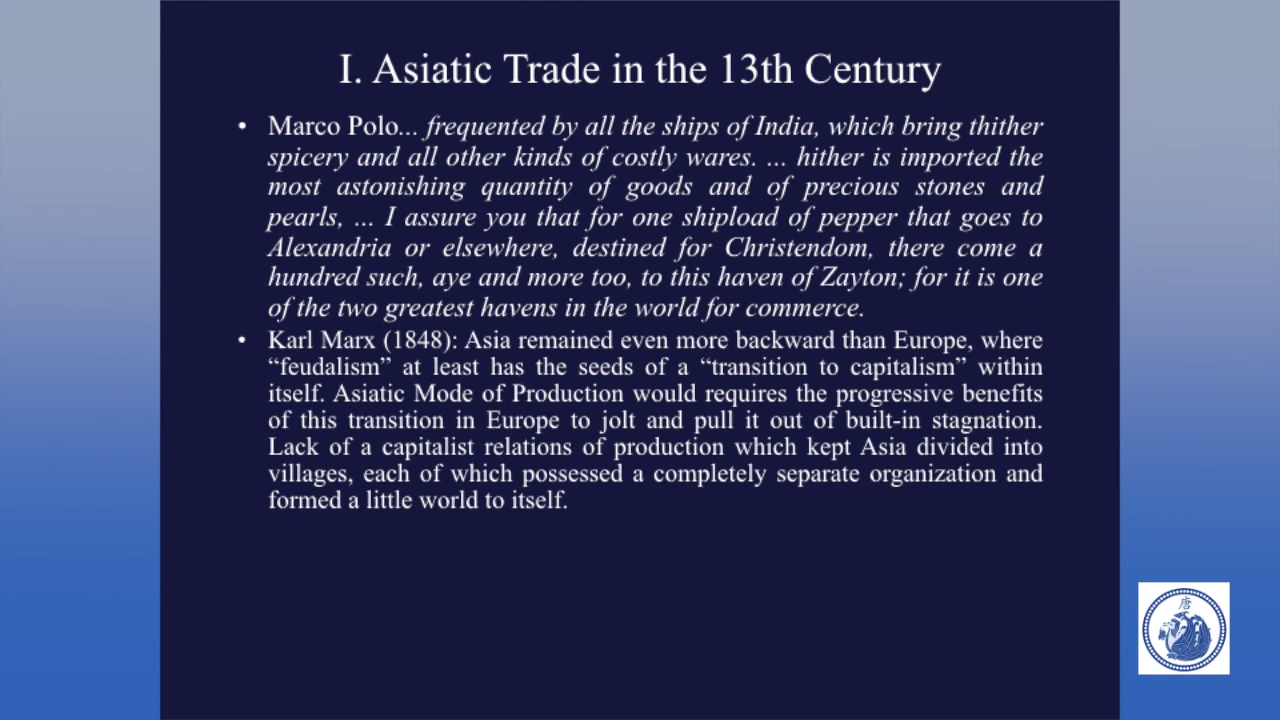 I. Asiatic Trade in the 13th Century
• Marco Polo... frequented by all the ships of India, which bring thither
spicery and all other kinds of costly wares. ... hither is imported the
most astonishing quantity of goods and of precious stones and
pearls, ... I assure you that for one shipload of pepper that goes to
Alexandria or elsewhere, destined for Christendom, there come a
hundred such, aye and more too, to this haven of Zayton; for it is one
of the two greatest havens in the world for commerce.
• Karl Marx (1848): Asia remained even more backward than Europe, where
“feudalism” at least has the seeds of a “transition to capitalism” within
itself. Asiatic Mode of Production would requires the progressive benefits
of this transition in Europe to jolt and pull it out of built-in stagnation.
Lack of a capitalist relations of production which kept Asia divided into
villages, each of which possessed a completely separate organization and
formed a little world to itself.
唐